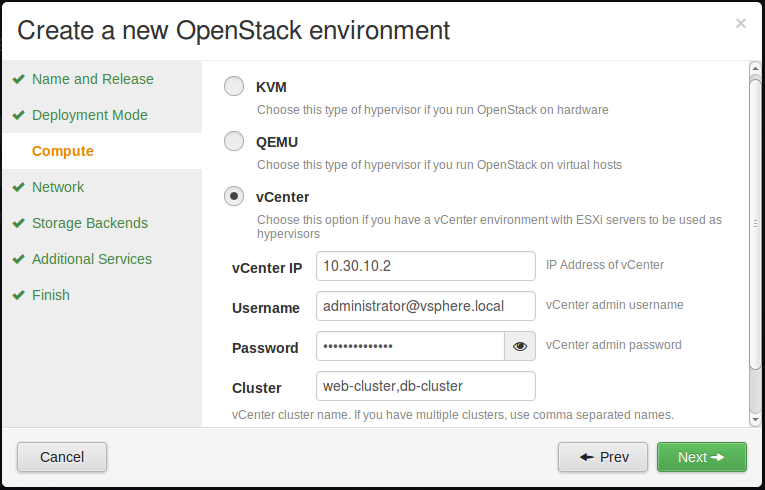 Create a new OpenStack environment
×
✔ Name and Release
✔ Deployment Mode
Compute
✔ Network
✔ Storage Backends
✔ Additional Services
✔ Finish
KVM
Choose this type of hypervisor if you run OpenStack on hardware
QEMU
Choose this type of hypervisor if you run OpenStack on virtual hosts
vCenter
Choose this option if you have a vCenter environment with ESXi servers to be used as
hypervisors
vCenter IP 10.30.10.2 IP Address of vCenter
Username administrator@vsphere.local vCenter admin username
Password •••••••••••••• vCenter admin password
Cluster web-cluster,db-cluster
vCenter cluster name. If you have multiple clusters, use comma separated names.
Cancel ← Prev Next →